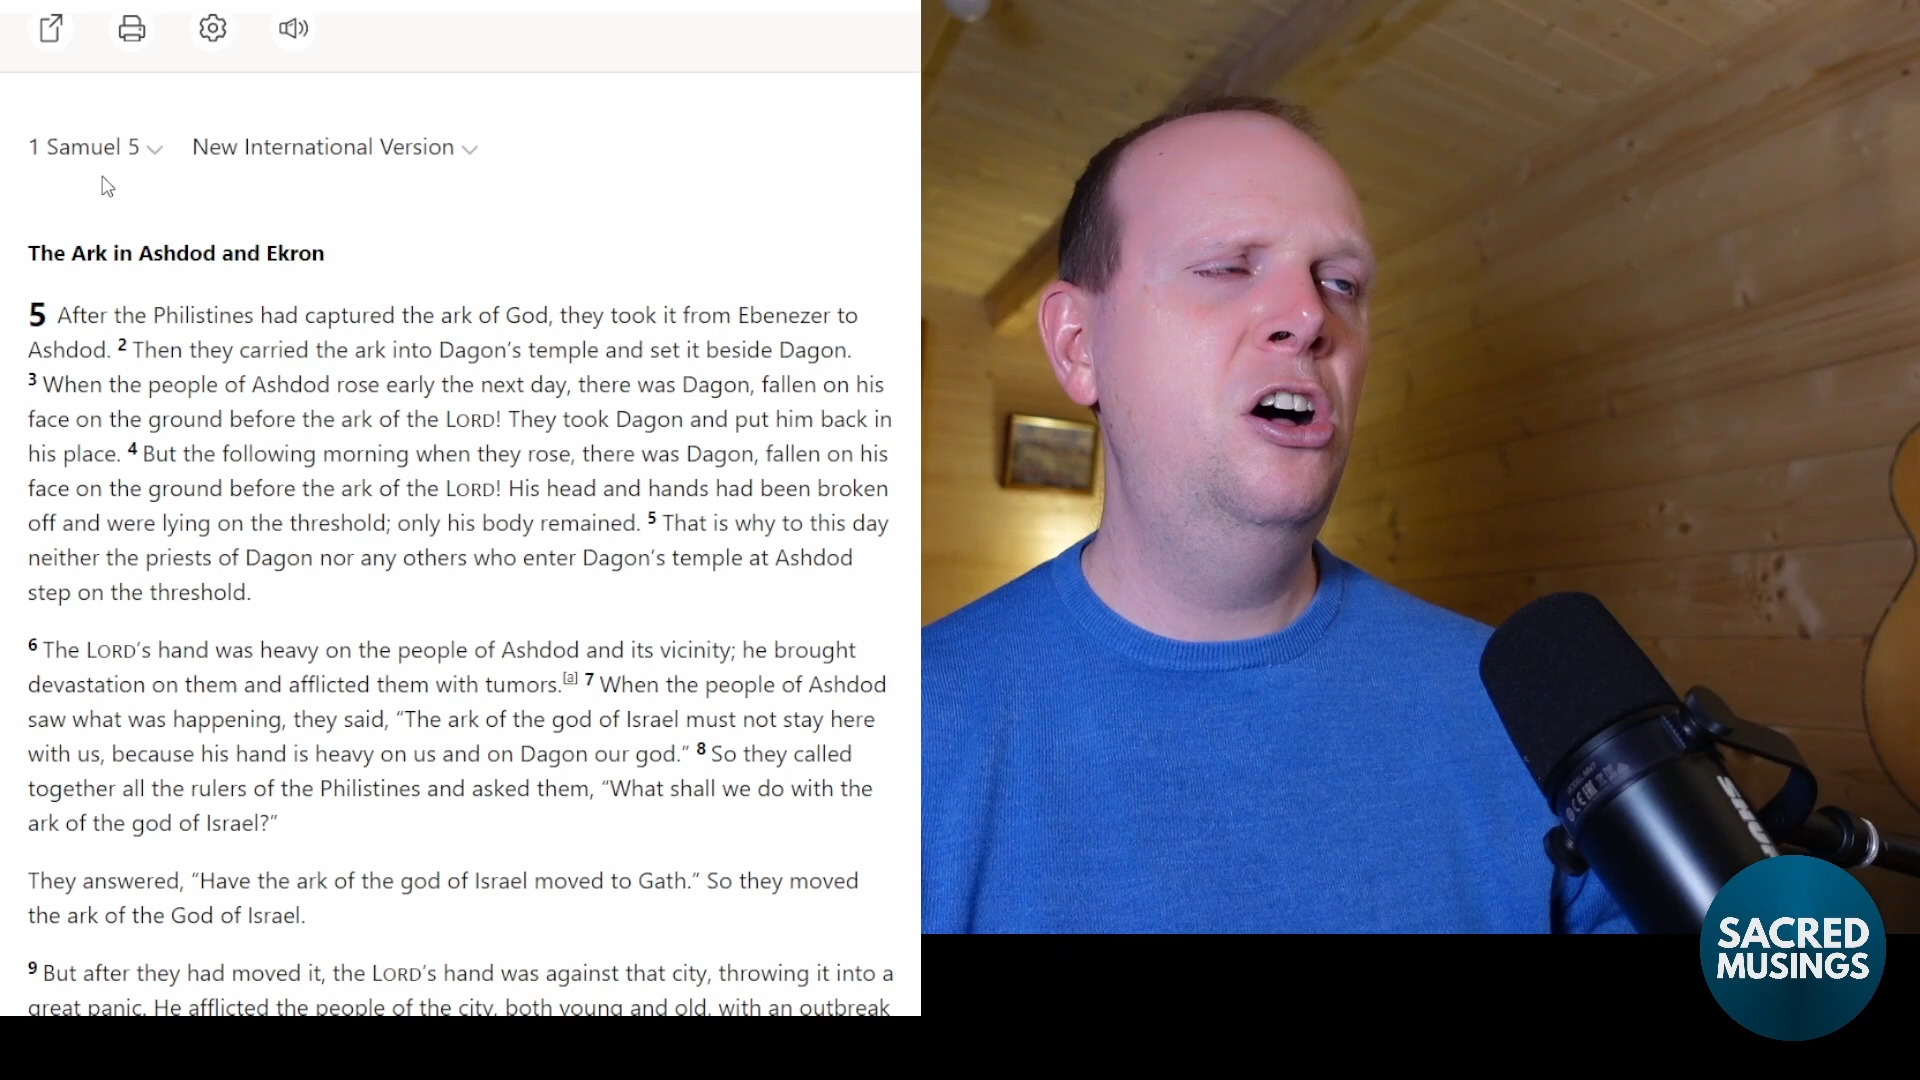 1 Samuel 5 New International Version
The Ark in Ashdod and Ekron
5 After the Philistines had captured the ark of God, they took it from Ebenezer to
Ashdod. 2 Then they carried the ark into Dagon’s temple and set it beside Dagon.
3 When the people of Ashdod rose early the next day, there was Dagon, fallen on his
face on the ground before the ark of the LORD! They took Dagon and put him back in
his place. 4 But the following morning when they rose, there was Dagon, fallen on his
face on the ground before the ark of the LORD! His head and hands had been broken
off and were lying on the threshold; only his body remained. 5 That is why to this day
neither the priests of Dagon nor any others who enter Dagon’s temple at Ashdod
step on the threshold.
6 The LORD’s hand was heavy on the people of Ashdod and its vicinity; he brought
devastation on them and afflicted them with tumors.[a] 7 When the people of Ashdod
saw what was happening, they said, “The ark of the god of Israel must not stay here
with us, because his hand is heavy on us and on Dagon our god.” 8 So they called
together all the rulers of the Philistines and asked them, “What shall we do with the
ark of the god of Israel?”
They answered, “Have the ark of the god of Israel moved to Gath.” So they moved
the ark of the God of Israel.
9 But after they had moved it, the LORD’s hand was against that city, throwing it into a
great panic. He afflicted the people of the city, both young and old, with an outbreak
SHU
SACRED
MUSINGS